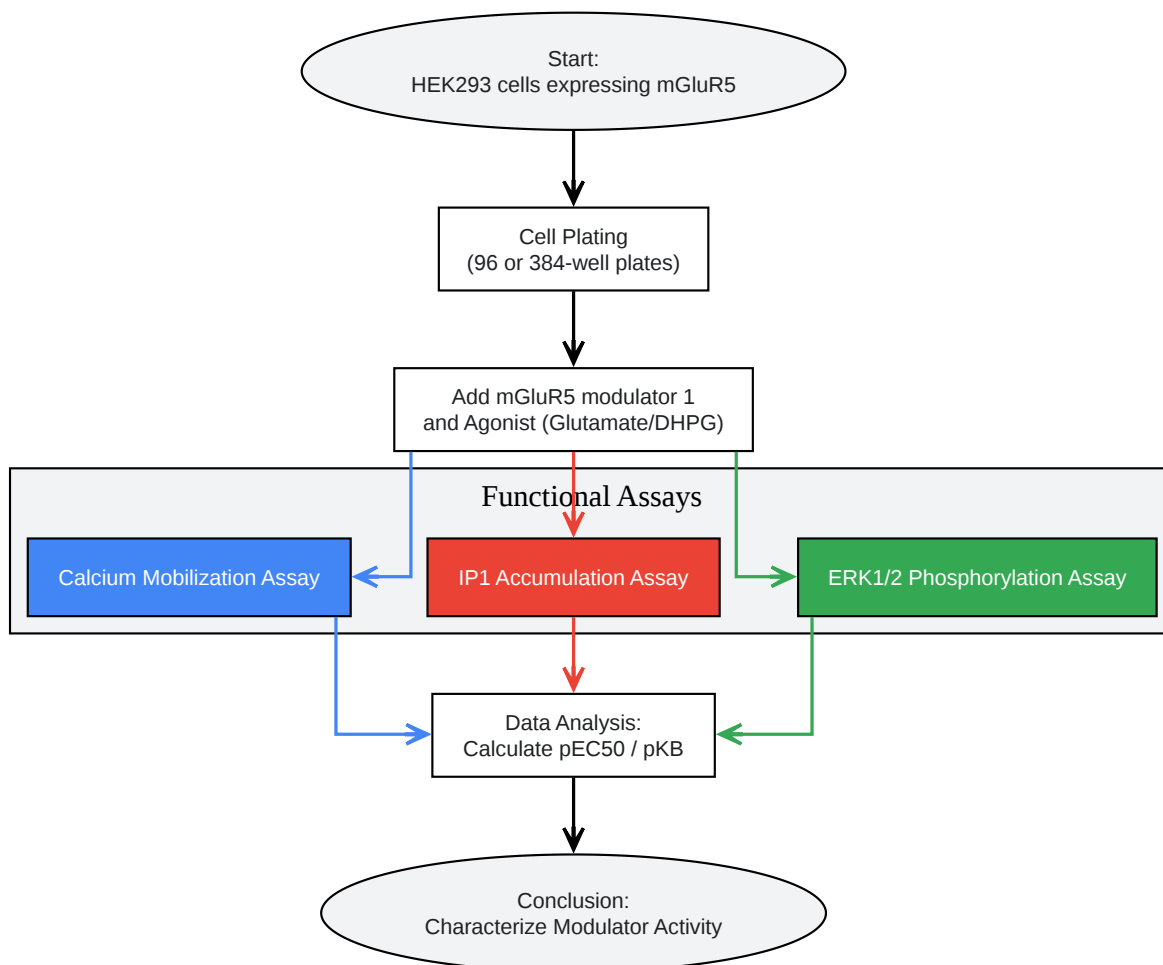 Start:
HEK293 cells expressing mGluR5
Cell Plating
(96 or 384-well plates)
Add mGluR5 modulator 1
and Agonist (Glutamate/DHPG)
Functional Assays
Calcium Mobilization Assay
IP1 Accumulation Assay
ERK1/2 Phosphorylation Assay
Data Analysis:
Calculate pEC50 / pKB
Conclusion:
Characterize Modulator Activity